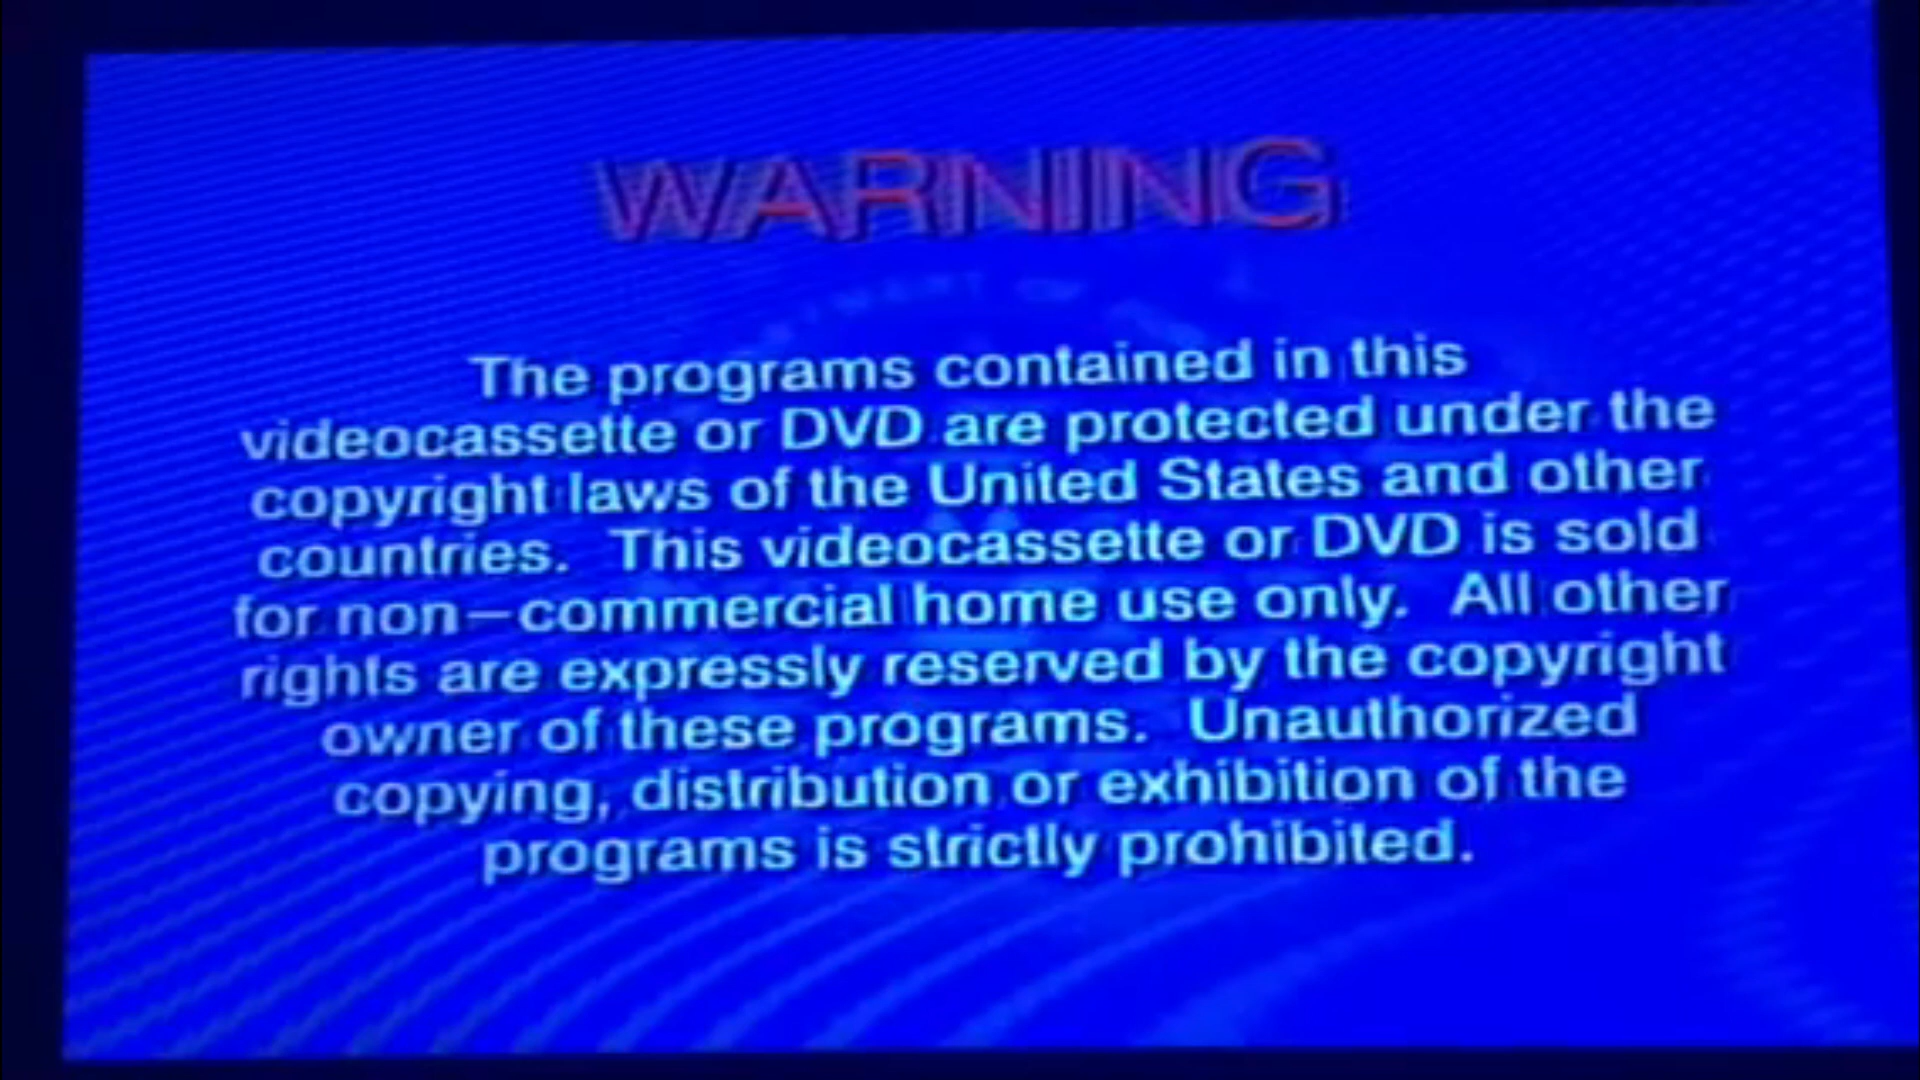 WARNING
The programs contained in this
videocassette or DVD are protected under the
copyright laws of the United States and other
countries. This videocassette or DVD is sold
for non-commercial home use only. All other
rights are expressly reserved by the copyright
owner of these programs. Unauthorized
copying, distribution or exhibition of the
programs is strictly prohibited.